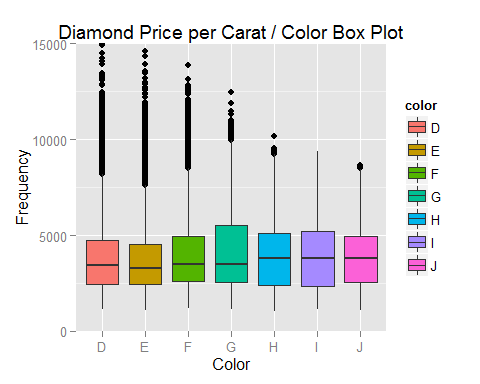 Diamond Price per Carat / Color Box Plot
Frequency
15000
10000
5000
0
D E F G H I J
Color
color
D
E
F
G
H
I
J